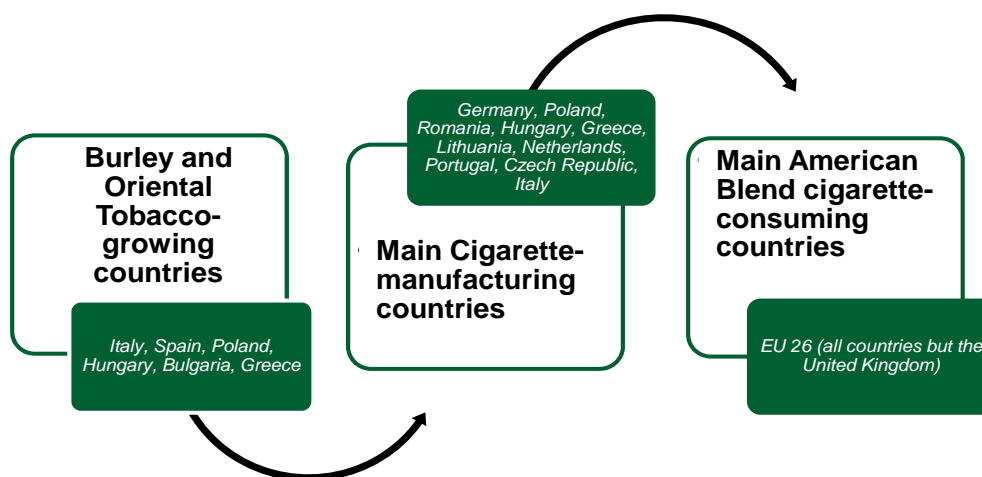 Burley and
Oriental
Tobacco-
growing
countries
Italy, Spain, Poland,
Hungary, Bulgaria, Greece
Germany, Poland,
Romania, Hungary, Greece,
Lithuania, Netherlands,
Portugal, Czech Republic,
Italy
• Main Cigarette-
manufacturing
countries
• Main American
Blend cigarette-
consuming
countries
EU 26 (all countries but the
United Kingdom)